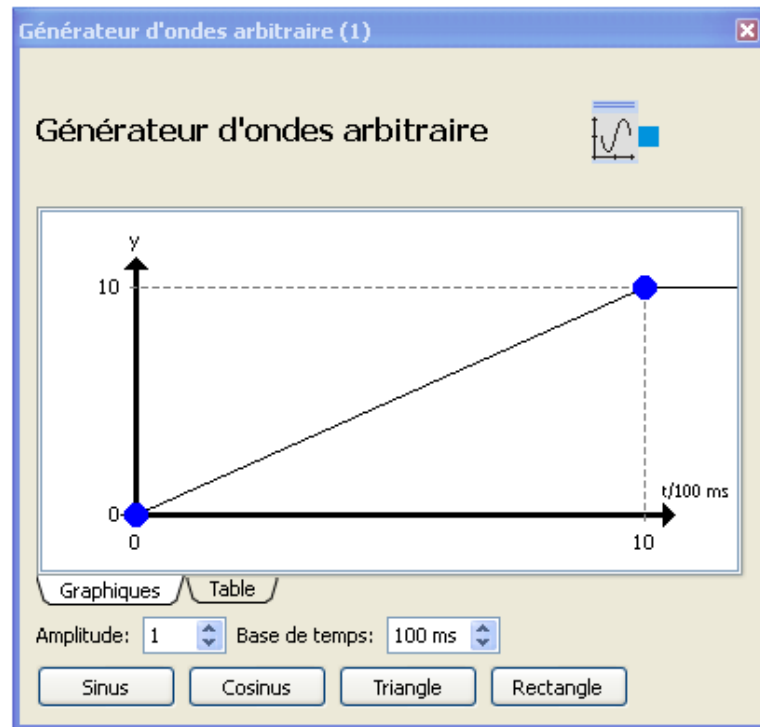 Générateur d'ondes arbitraire (1)
Générateur d'ondes arbitraire
y
10
0
t/100 ms
0 10
Graphiques Table
Amplitude: 1 Base de temps: 100 ms
Sinus Cosinus Triangle Rectangle